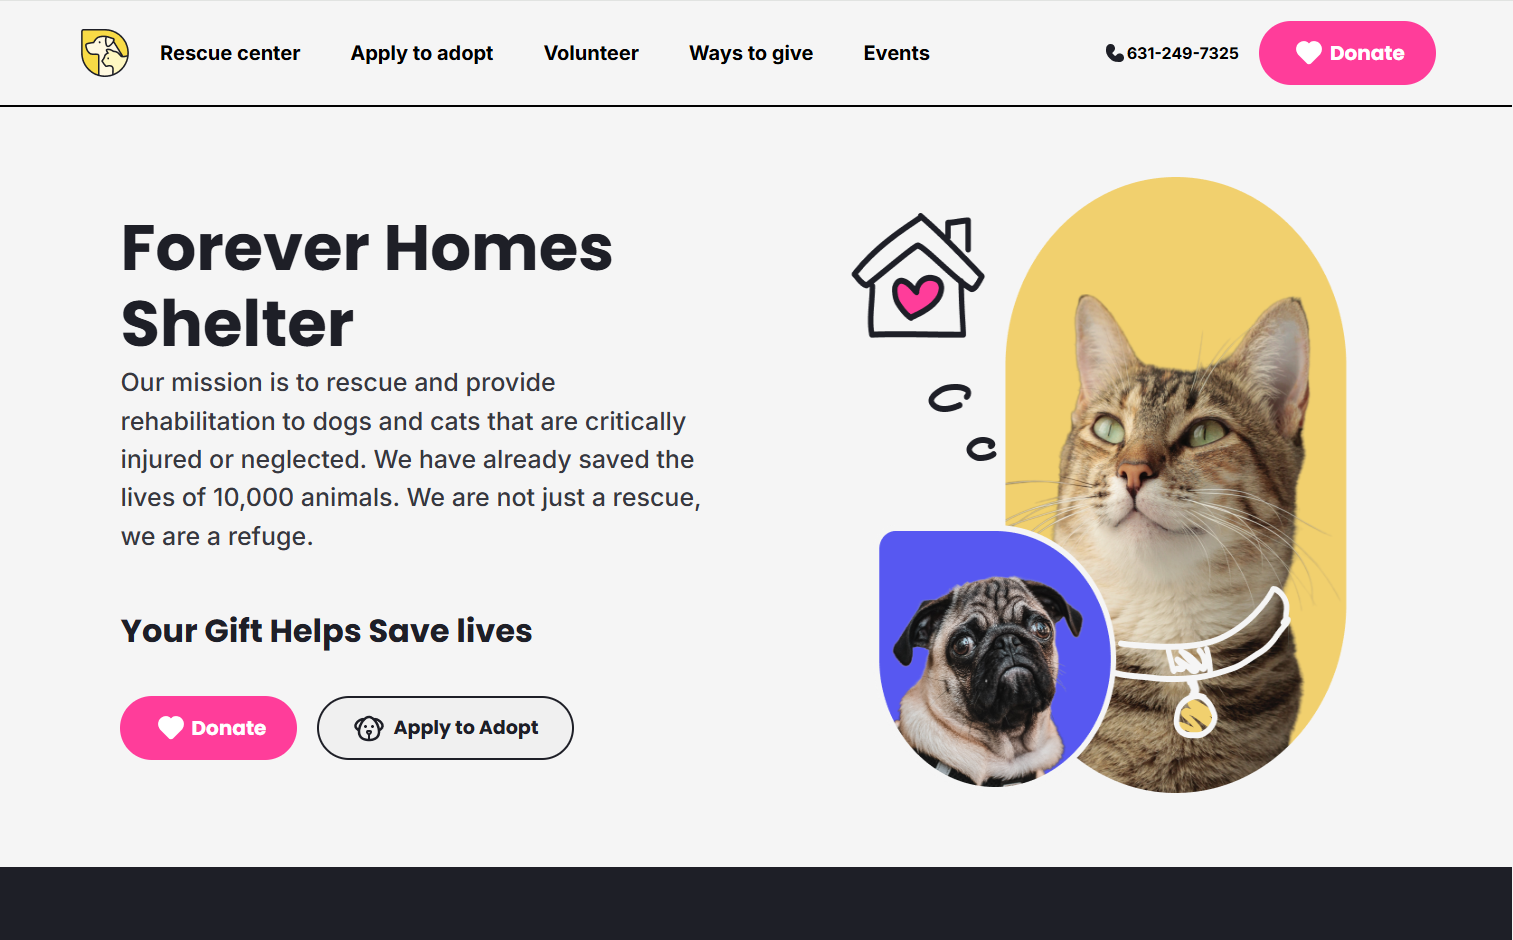 Rescue center
Apply to adopt
Volunteer
Ways to give
Events
631-249-7325
Donate
Forever Homes
Shelter
Our mission is to rescue and provide
rehabilitation to dogs and cats that are critically
injured or neglected. We have already saved the
lives of 10,000 animals. We are not just a rescue,
we are a refuge.
Your Gift Helps Save lives
Donate
Apply to Adopt